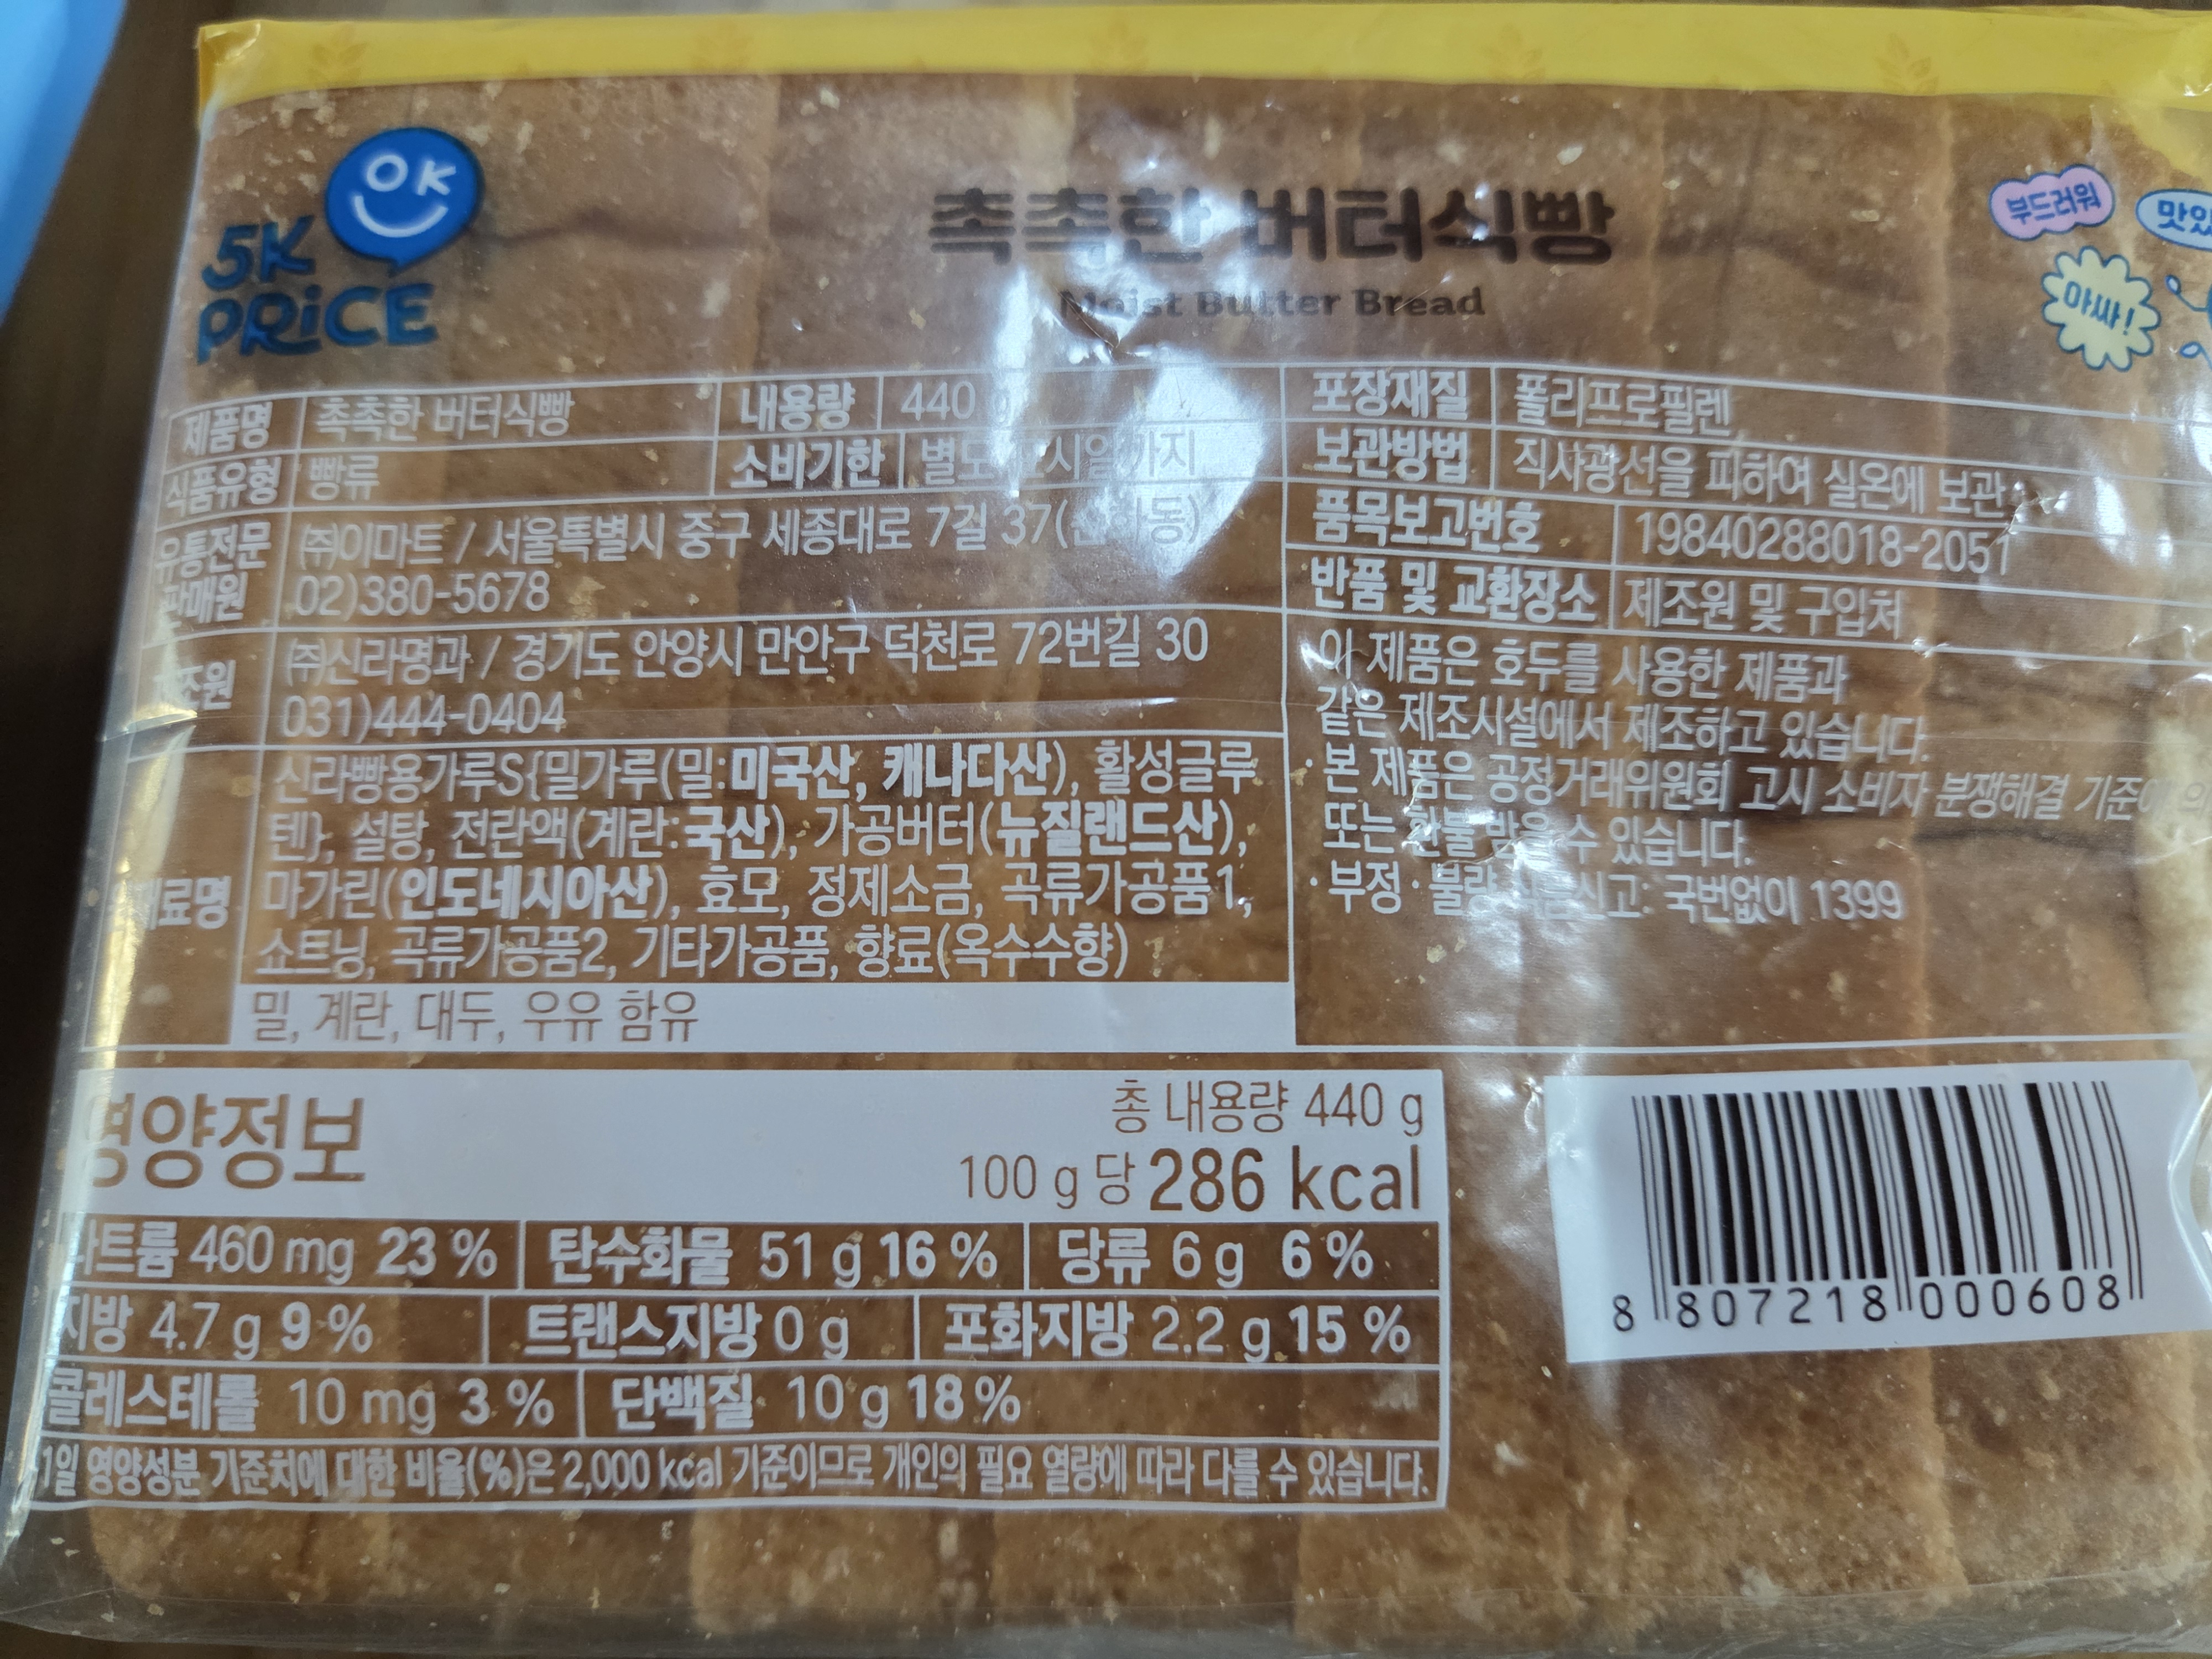 OK
5K
PRiCE
촉촉한 버터식빵
Moist Butter Bread
부드러워
아싸!
제품명 촉촉한 버터식빵 내용량 440 g
식품유형 빵류 소비기한
유통전문 ㈜이마트 / 서울특별시 중구 세종대로 7길 37
판매원 02)380-5678
㈜신라명과 / 경기도 안양시 만안구 덕천로 72번길 30
031)444-0404
신라빵용가루S{밀가루(밀:미국산, 캐나다산), 활성글루
텐}, 설탕, 전란액(계란:국산), 가공버터(뉴질랜드산),
마가린(인도네시아산), 효모, 정제소금, 곡류가공품1,
쇼트닝, 곡류가공품2, 기타가공품, 향료(옥수수향)
밀, 계란, 대두, 우유 함유
포장재질 폴리프로필렌
보관방법 직사광선을 피하여 실온에 보관
품목보고번호 19840288018-2051
반품 및 교환장소 제조원 및 구입처
이 제품은 호두를 사용한 제품과
같은 제조시설에서 제조하고 있습니다.
·본 제품은 공정거래위원회 고시 소비자 분쟁해결
또는 수 있습니다.
·부정·불량 국번없이 1399
영양정보
총 내용량 440 g
100 g 당 286 kcal
나트륨 460 mg 23 % 탄수화물 51 g 16 % 당류 6 g 6 %
지방 4.7 g 9 % 트랜스지방 0 g 포화지방 2.2 g 15 %
콜레스테롤 10 mg 3 % 단백질 10 g 18 %
1일 영양성분 기준치에 대한 비율(%)은 2,000 kcal 기준이므로 개인의 필요 열량에 따라 다를 수 있습니다.
8 807218 000608